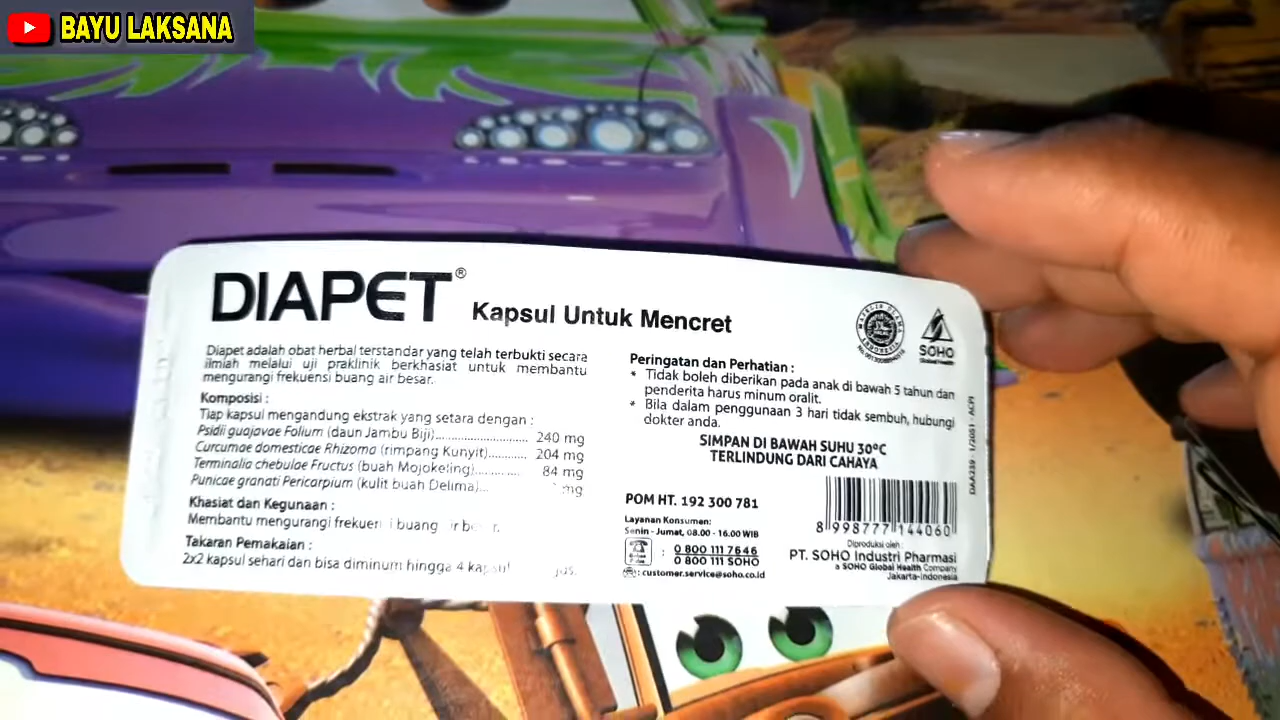 BAYU LAKSANA
DIAPET®
Kapsul Untuk Mencret
Diapet adalah obat herbal terstandar yang telah terbukti secara
ilmiah melalui uji praklinik berkhasiat untuk membantu
mengurangi frekuensi buang air besar.
Komposisi :
Tiap kapsul mengandung ekstrak yang setara dengan :
Psidii guajavae Folium (daun Jambu Biji)............................ 240 mg
Curcumae domesticae Rhizoma (rimpang Kunyit)............ 204 mg
Terminalia chebulae Fructus (buah Mojokeling)............ 84 mg
Punicae granati Pericarpium (kulit buah Delima)... mg
Khasiat dan Kegunaan :
Membantu mengurangi frekuen i buang
Takaran Pemakaian :
2x2 kapsul sehari dan bisa diminum hingga 4
SOHO
Global Health
Peringatan dan Perhatian :
* Tidak boleh diberikan pada anak di bawah 5 tahun dan
penderita harus minum oralit.
* Bila dalam penggunaan 3 hari tidak sembuh, hubungi
dokter anda.
SIMPAN DI BAWAH SUHU 30°C
TERLINDUNG DARI CAHAYA
POM HT. 192 300 781
Layanan Konsumen:
Senin - Jumat, 08.00 - 16.00 WIB
: 0 800 111 7646
0 800 111 SOHO
: customer.service@soho.co.id
8 998777 144060
Diproduksi oleh :
PT. SOHO Industri Pharmasi
a SOHO Global Health Company
Jakarta-Indonesia